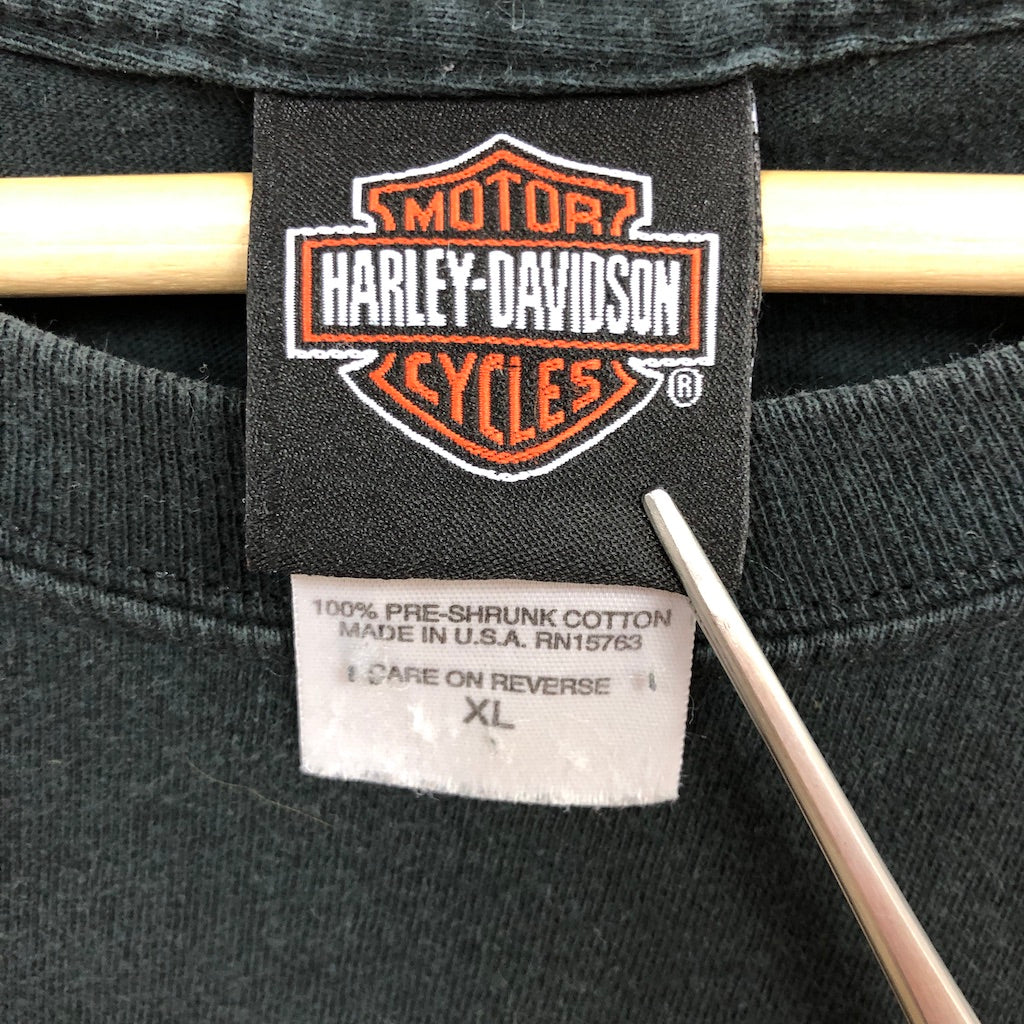 MOTOR
HARLEY-DAVIDSON
CYCLES
®
100% PRE-SHRUNK COTTON
MADE IN U.S.A. RN15763
CARE ON REVERSE
XL